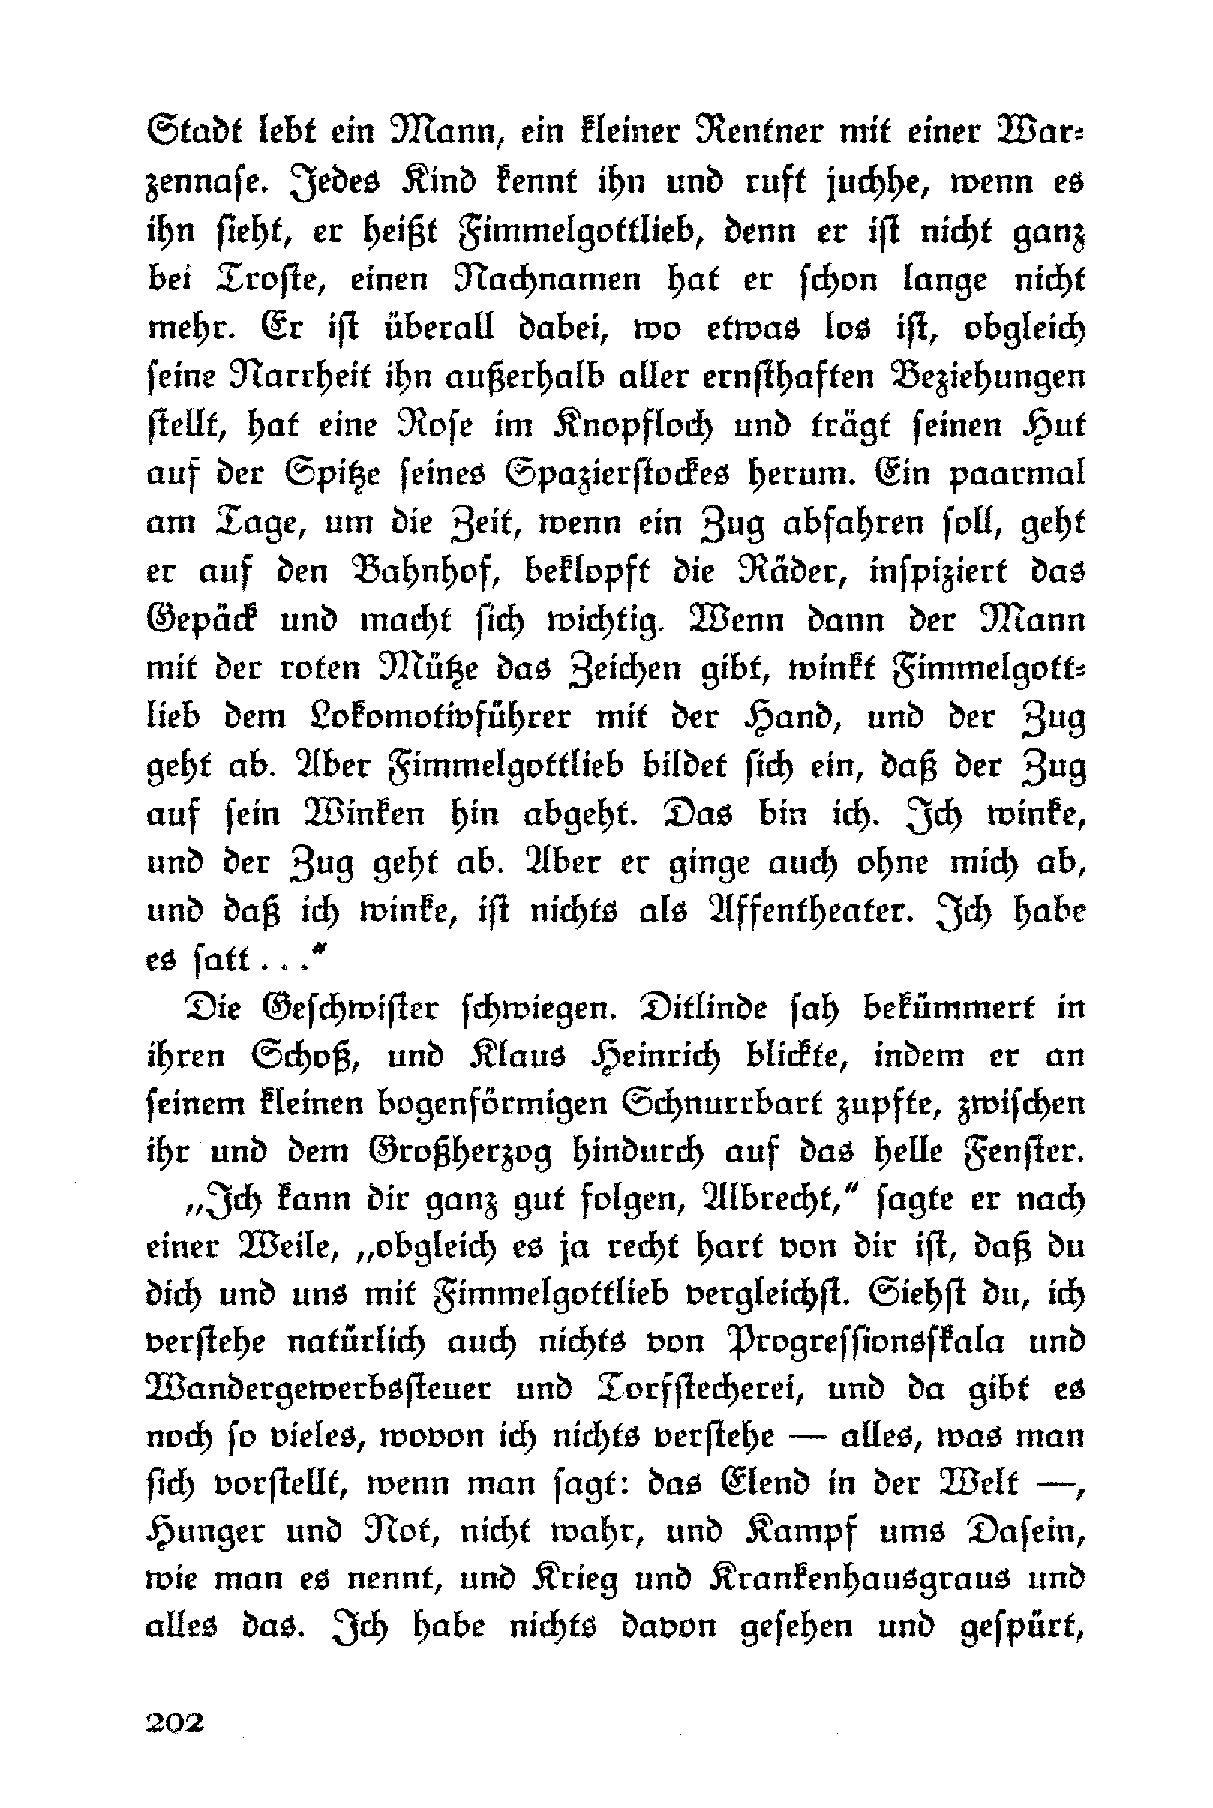 Stadt lebt ein Mann, ein kleiner Rentner mit einer War-
zennase. Jedes Kind kennt ihn und ruft juchhe, wenn es
ihn sieht, er heißt Fimmelgottlieb, denn er ist nicht ganz
bei Troste, einen Nachnamen hat er schon lange nicht
mehr. Er ist überall dabei, wo etwas los ist, obgleich
seine Narrheit ihn außerhalb aller ernsthaften Beziehungen
stellt, hat eine Rose im Knopfloch und trägt seinen Hut
auf der Spitze seines Spazierstockes herum. Ein paarmal
am Tage, um die Zeit, wenn ein Zug abfahren soll, geht
er auf den Bahnhof, beklopft die Räder, inspiziert das
Gepäck und macht sich wichtig. Wenn dann der Mann
mit der roten Mütze das Zeichen gibt, winkt Fimmelgott-
lieb dem Lokomotivführer mit der Hand, und der Zug
geht ab. Aber Fimmelgottlieb bildet sich ein, daß der Zug
auf sein Winken hin abgeht. Das bin ich. Ich winke,
und der Zug geht ab. Aber er ginge auch ohne mich ab,
und daß ich winke, ist nichts als Affentheater. Ich habe
es satt . . .“
Die Geschwister schwiegen. Ditlinde sah bekümmert in
ihren Schoß, und Klaus Heinrich blickte, indem er an
seinem kleinen bogenförmigen Schnurrbart zupfte, zwischen
ihr und dem Großherzog hindurch auf das helle Fenster.
„Ich kann dir ganz gut folgen, Albrecht,“ sagte er nach
einer Weile, „obgleich es ja recht hart von dir ist, daß du
dich und uns mit Fimmelgottlieb vergleichst. Siehst du, ich
verstehe natürlich auch nichts von Progressionsskala und
Wandergewerbssteuer und Torfstecherei, und da gibt es
noch so vieles, wovon ich nichts verstehe — alles, was man
sich vorstellt, wenn man sagt: das Elend in der Welt —,
Hunger und Not, nicht wahr, und Kampf ums Dasein,
wie man es nennt, und Krieg und Krankenhausgraus und
alles das. Ich habe nichts davon gesehen und gespürt,
202